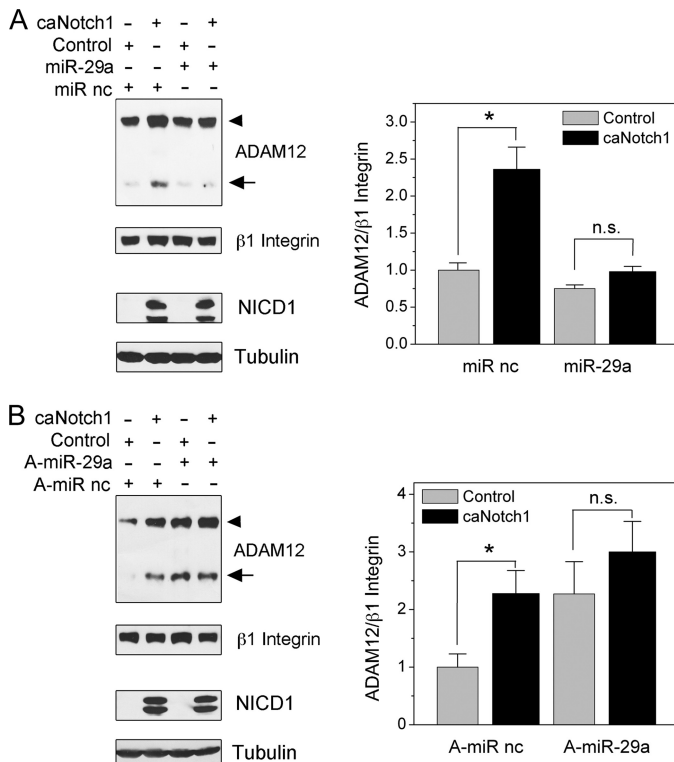 A
caNotch1 – + – +
Control + – + –
miR-29a – – + +
miR nc + + – –
ADAM12
β1 Integrin
NICD1
Tubulin
ADAM12/β1 Integrin
3.0
2.5
2.0
1.5
1.0
0.5
0.0
Control
caNotch1
*
n.s.
miR nc miR-29a
B
caNotch1 – + – +
Control + – + –
A-miR-29a – – + +
A-miR nc + + – –
ADAM12
β1 Integrin
NICD1
Tubulin
ADAM12/β1 Integrin
4
3
2
1
0
Control
caNotch1
*
n.s.
A-miR nc A-miR-29a